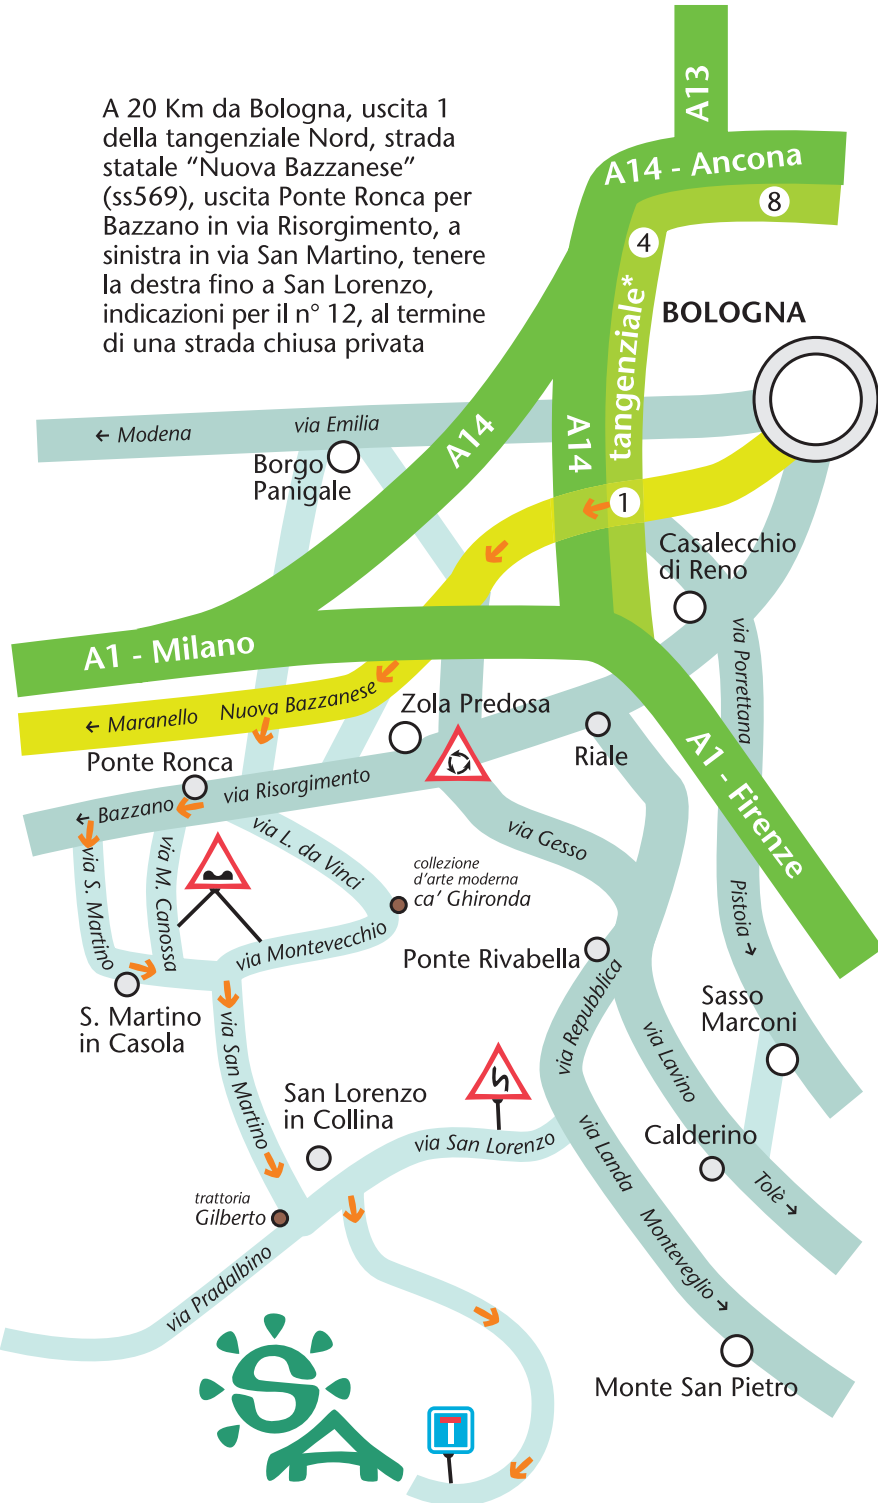 A13
A 20 Km da Bologna, uscita 1
della tangenziale Nord, strada
statale “Nuova Bazzanese”
(ss569), uscita Ponte Ronca per
Bazzano in via Risorgimento, a
sinistra in via San Martino, tenere
la destra fino a San Lorenzo,
indicazioni per il n° 12, al termine
di una strada chiusa privata
A14 - Ancona
8
4
tangenziale*
BOLOGNA
← Modena
via Emilia
A14
A14
Borgo
Panigale
1
Casalecchio
di Reno
A1 - Milano
via Porrettana
← Maranello
Nuova Bazzanese
Zola Predosa
Riale
A1 - Firenze
Ponte Ronca
← Bazzano
via Risorgimento
via S. Martino
via M. Canossa
via L. da Vinci
via Gesso
collezione
d'arte moderna
ca' Ghironda
Pistoia →
via Montevecchio
Ponte Rivabella
via Repubblica
Sasso
Marconi
S. Martino
in Casola
via San Martino
via Lavino
San Lorenzo
in Collina
via San Lorenzo
via Landa
Calderino
Tolè →
trattoria
Gilberto
Monteveglio →
via Pradalbino
Monte San Pietro
SA
T